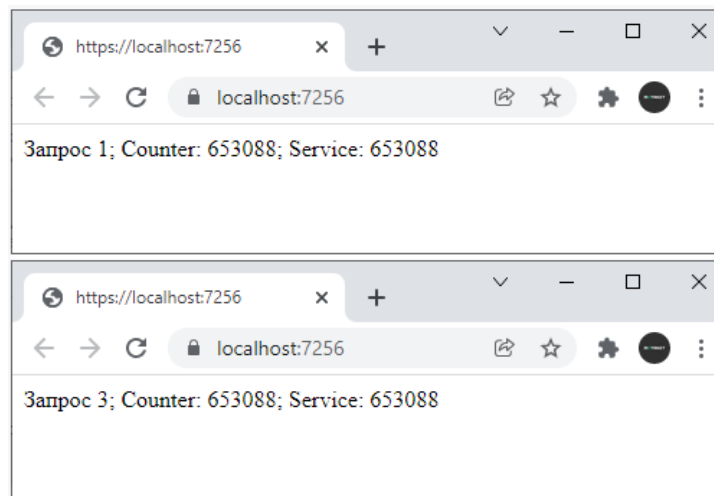 https://localhost:7256
localhost:7256
Запрос 1; Counter: 653088; Service: 653088
https://localhost:7256
localhost:7256
Запрос 3; Counter: 653088; Service: 653088